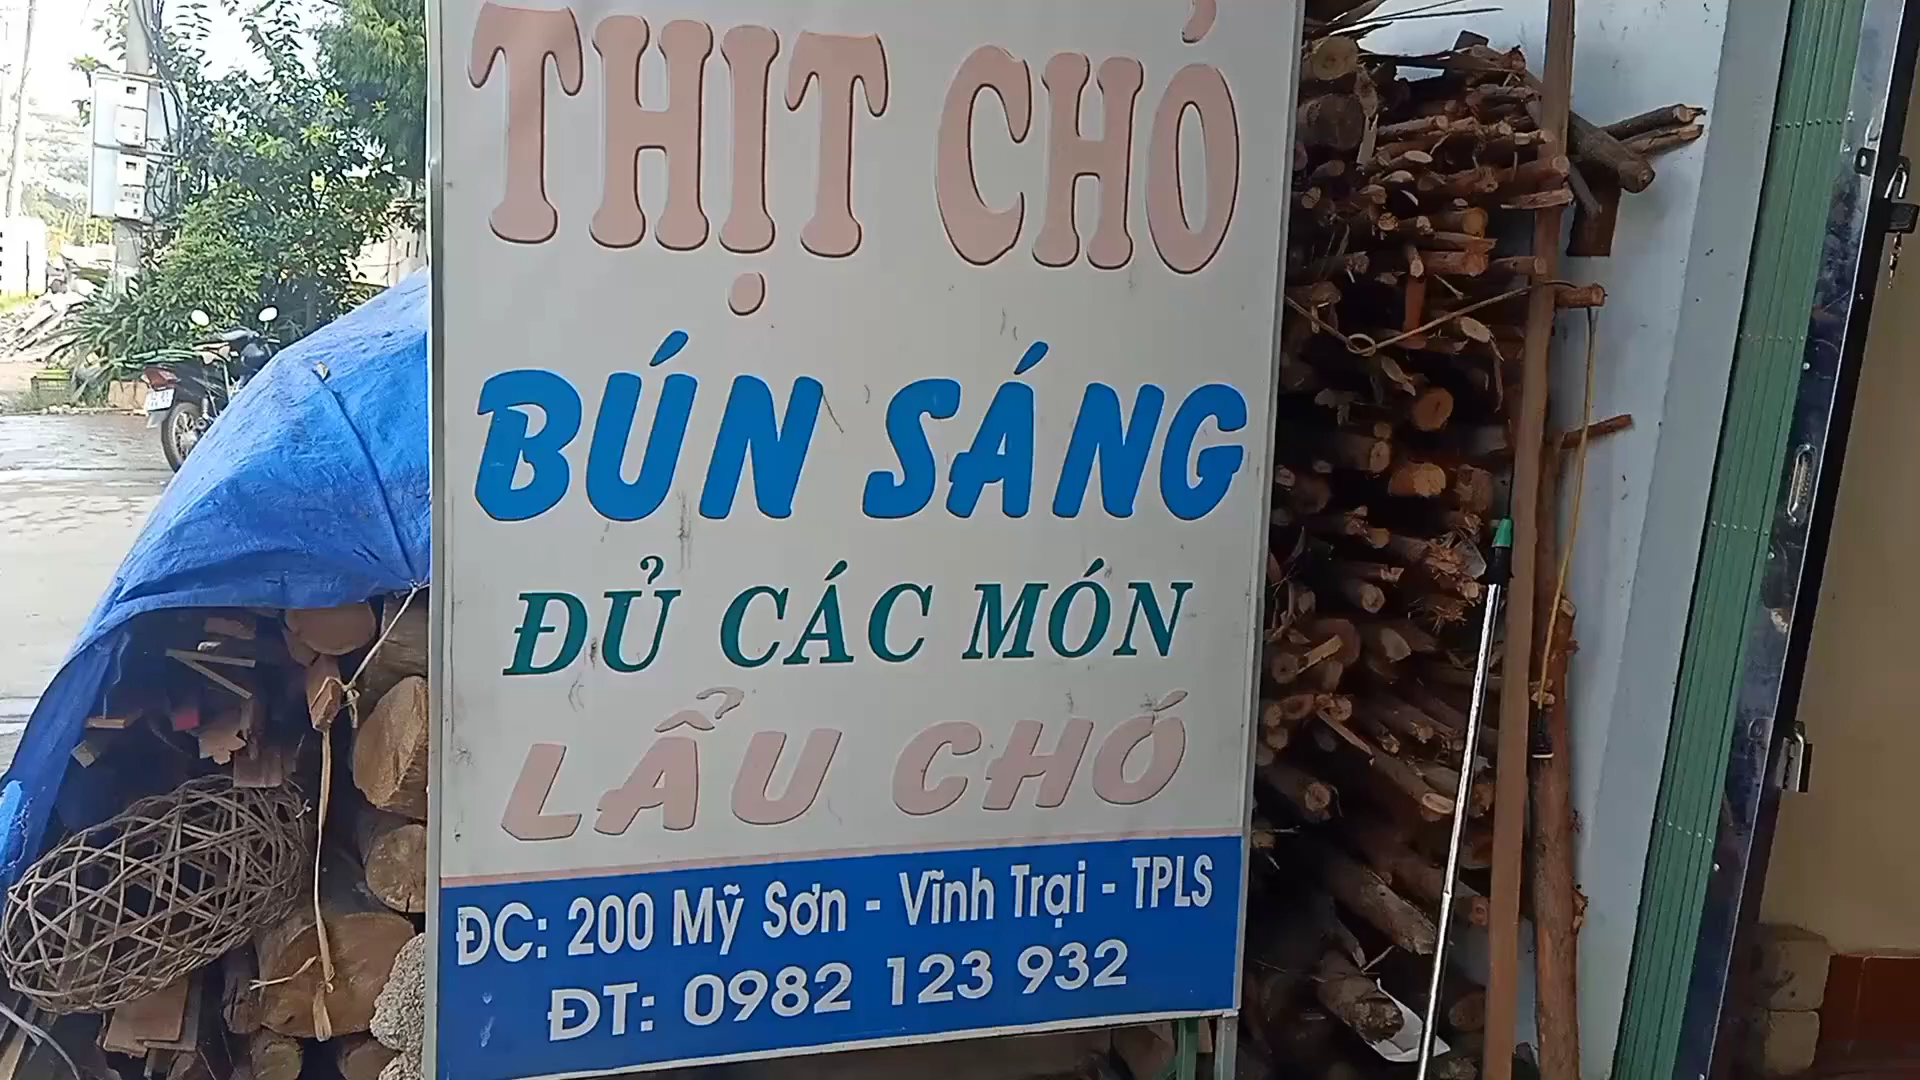 THỊT CHÓ
BÚN SÁNG
ĐỦ CÁC MÓN
LẨU CHÓ
ĐC: 200 Mỹ Sơn - Vĩnh Trại - TPLS
ĐT: 0982 123 932